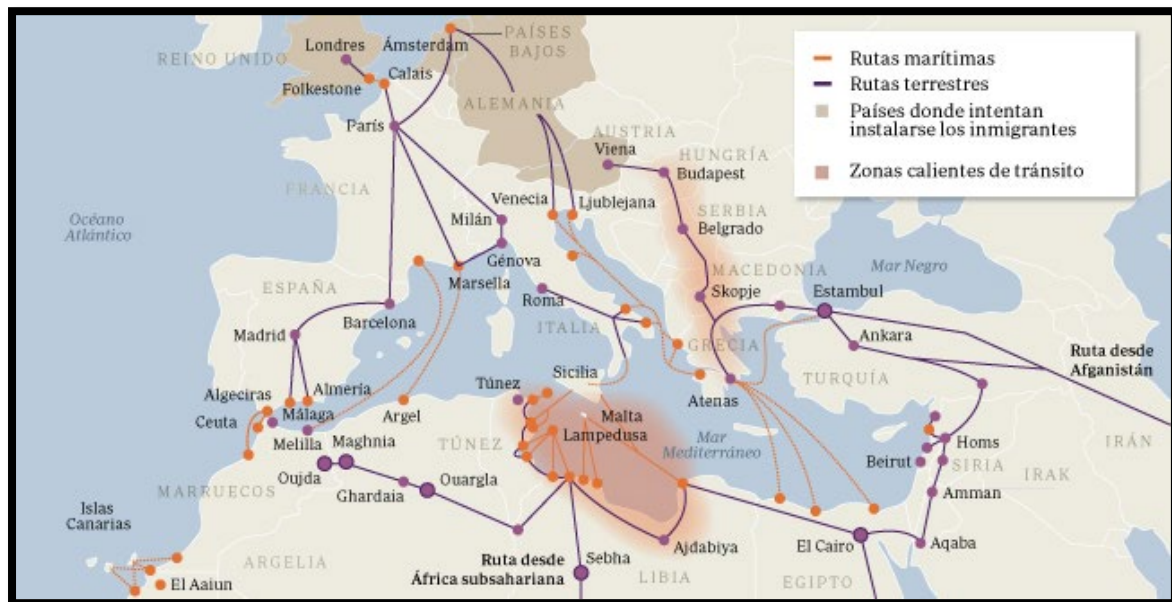 PAÍSES
BAJOS
REINO UNIDO
Londres
Ámsterdam
Calais
Folkestone
ALEMANIA
París
AUSTRIA
Viena
HUNGRÍA
Budapest
FRANCIA
Venecia
Ljublejana
SERBIA
Belgrado
Milán
Océano
Atlántico
Génova
Marsella
MACEDONIA
Mar Negro
Skopje
Estambul
ESPAÑA
Roma
Barcelona
ITALIA
Madrid
GRECIA
Ankara
Ruta desde
Afganistán
TURQUÍA
Sicilia
Túnez
Algeciras
Almería
Atenas
Ceuta
Málaga
Argel
Malta
Melilla
Lampedusa
Maghnia
TÚNEZ
Mar
Mediterráneo
Homs
IRÁN
Beirut
SIRIA
IRAK
Oujda
Ouargla
Ghardaia
MARRUECOS
Amman
Islas
Canarias
Ajdabiya
El Cairo
Aqaba
ARGELIA
Ruta desde
África subsahariana
Sebha
LIBIA
EGIPTO
El Aaiun
Rutas marítimas
Rutas terrestres
Países donde intentan
instalarse los inmigrantes
Zonas calientes de tránsito